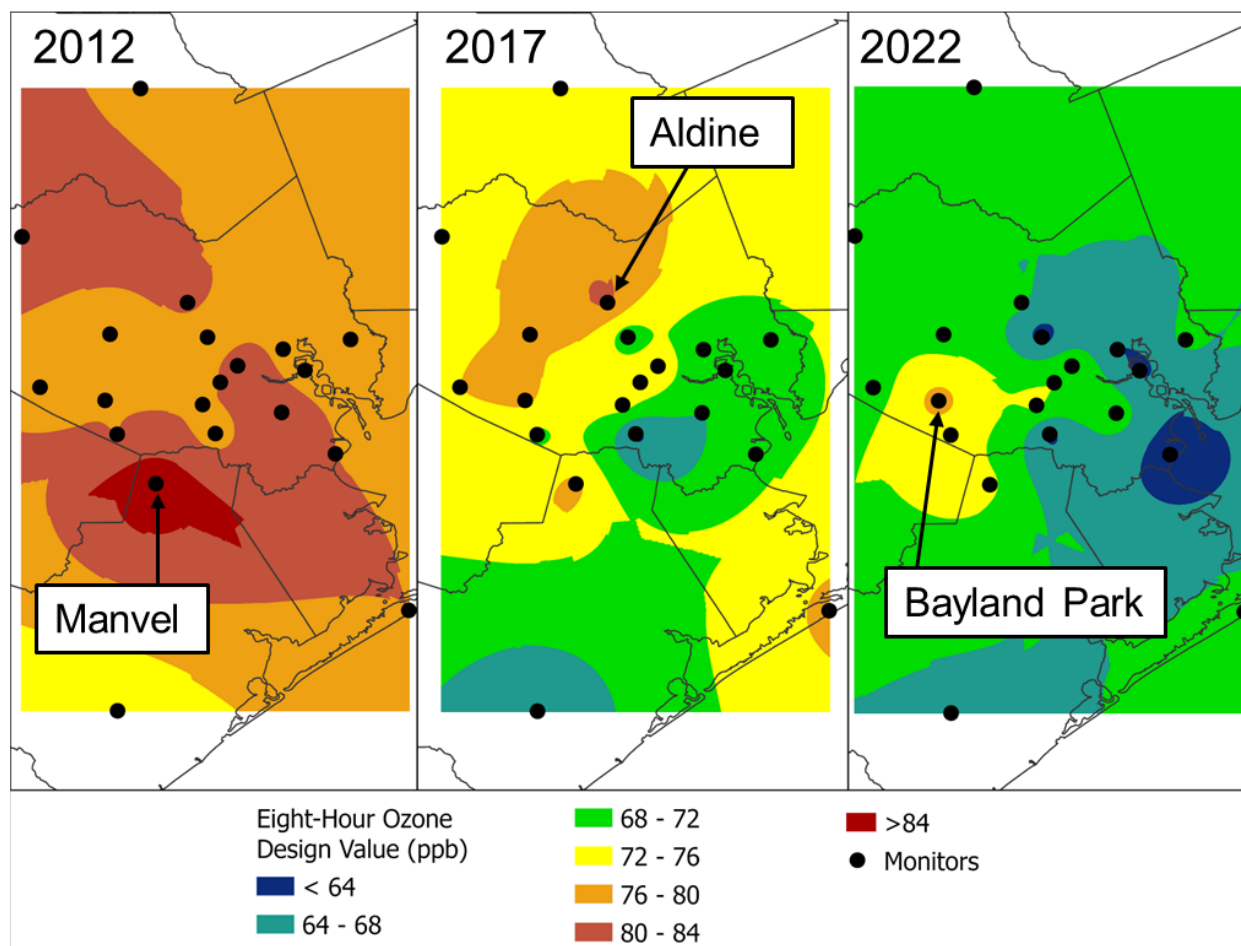 2012
2017
2022
Aldine
Manvel
Bayland Park
Eight-Hour Ozone
Design Value (ppb)
< 64
64 - 68
68 - 72
72 - 76
76 - 80
80 - 84
>84
Monitors